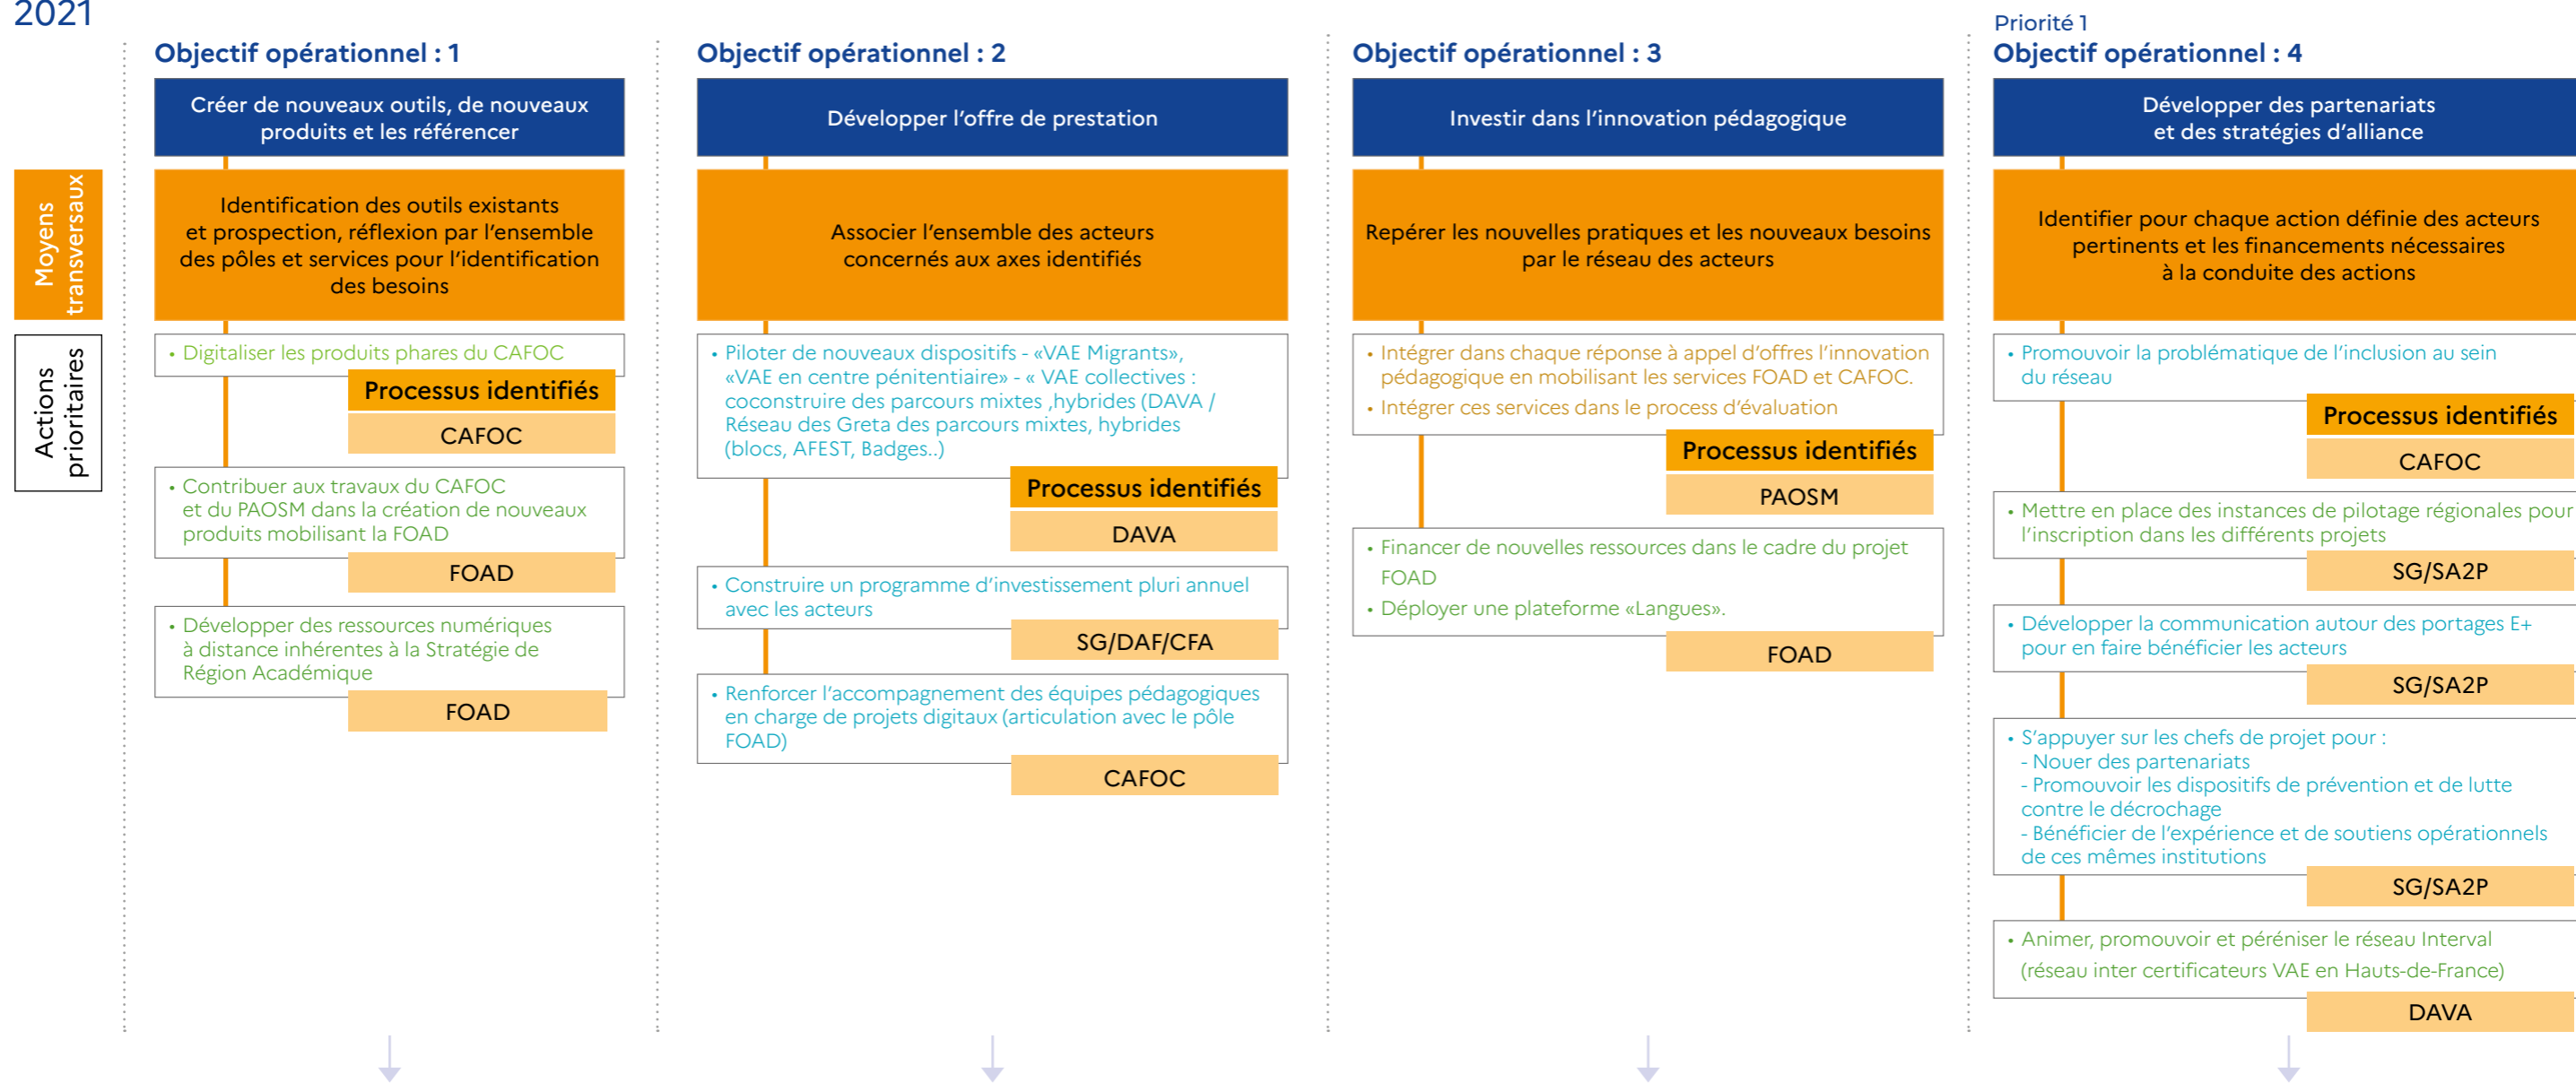 2021
Objectif opérationnel : 1
Créer de nouveaux outils, de nouveaux
produits et les référencer
Moyens
transversaux
Identification des outils existants
et prospection, réflexion par l'ensemble
des pôles et services pour l'identification
des besoins
Actions
prioritaires
• Digitaliser les produits phares du CAFOC
Processus identifiés
CAFOC
• Contribuer aux travaux du CAFOC
et du PAOSM dans la création de nouveaux
produits mobilisant la FOAD
FOAD
• Développer des ressources numériques
à distance inhérentes à la Stratégie de
Région Académique
FOAD
Objectif opérationnel : 2
Développer l'offre de prestation
Associer l'ensemble des acteurs
concernés aux axes identifiés
• Piloter de nouveaux dispositifs - «VAE Migrants»,
«VAE en centre pénitentiaire» - « VAE collectives :
coconstruire des parcours mixtes ,hybrides (DAVA /
Réseau des Greta des parcours mixtes, hybrides
(blocs, AFEST, Badges..)
Processus identifiés
DAVA
• Construire un programme d'investissement pluri annuel
avec les acteurs
SG/DAF/CFA
• Renforcer l'accompagnement des équipes pédagogiques
en charge de projets digitaux (articulation avec le pôle
FOAD)
CAFOC
Objectif opérationnel : 3
Investir dans l'innovation pédagogique
Repérer les nouvelles pratiques et les nouveaux besoins
par le réseau des acteurs
• Intégrer dans chaque réponse à appel d'offres l'innovation
pédagogique en mobilisant les services FOAD et CAFOC.
• Intégrer ces services dans le process d'évaluation
Processus identifiés
PAOSM
• Financer de nouvelles ressources dans le cadre du projet
FOAD
• Déployer une plateforme «Langues».
FOAD
Priorité 1
Objectif opérationnel : 4
Développer des partenariats
et des stratégies d'alliance
Identifier pour chaque action définie des acteurs
pertinents et les financements nécessaires
à la conduite des actions
• Promouvoir la problématique de l'inclusion au sein
du réseau
Processus identifiés
CAFOC
• Mettre en place des instances de pilotage régionales pour
l'inscription dans les différents projets
SG/SA2P
• Développer la communication autour des portages E+
pour en faire bénéficier les acteurs
SG/SA2P
• S'appuyer sur les chefs de projet pour :
- Nouer des partenariats
- Promouvoir les dispositifs de prévention et de lutte
contre le décrochage
- Bénéficier de l'expérience et de soutiens opérationnels
de ces mêmes institutions
SG/SA2P
• Animer, promouvoir et péréniser le réseau Interval
(réseau inter certificateurs VAE en Hauts-de-France)
DAVA